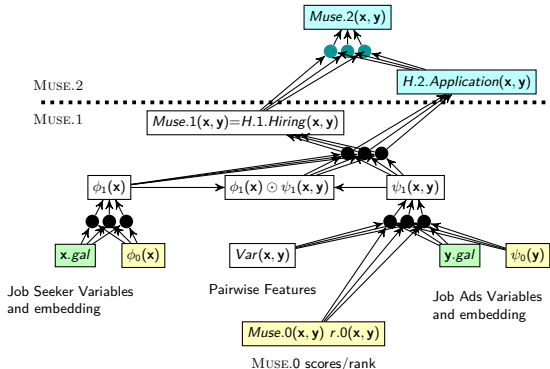 Muse.2(x, y)
H.2.Application(x, y)
MUSE.2
MUSE.1
Muse.1(x, y)=H.1.Hiring(x, y)
ϕ₁(x)
ϕ₁(x) ⊙ ψ₁(x, y)
ψ₁(x, y)
x.gal
ϕ₀(x)
Var(x, y)
y.gal
ψ₀(y)
Job Seeker Variables
and embedding
Pairwise Features
Job Ads Variables
and embedding
Muse.0(x, y) r.0(x, y)
MUSE.0 scores/rank